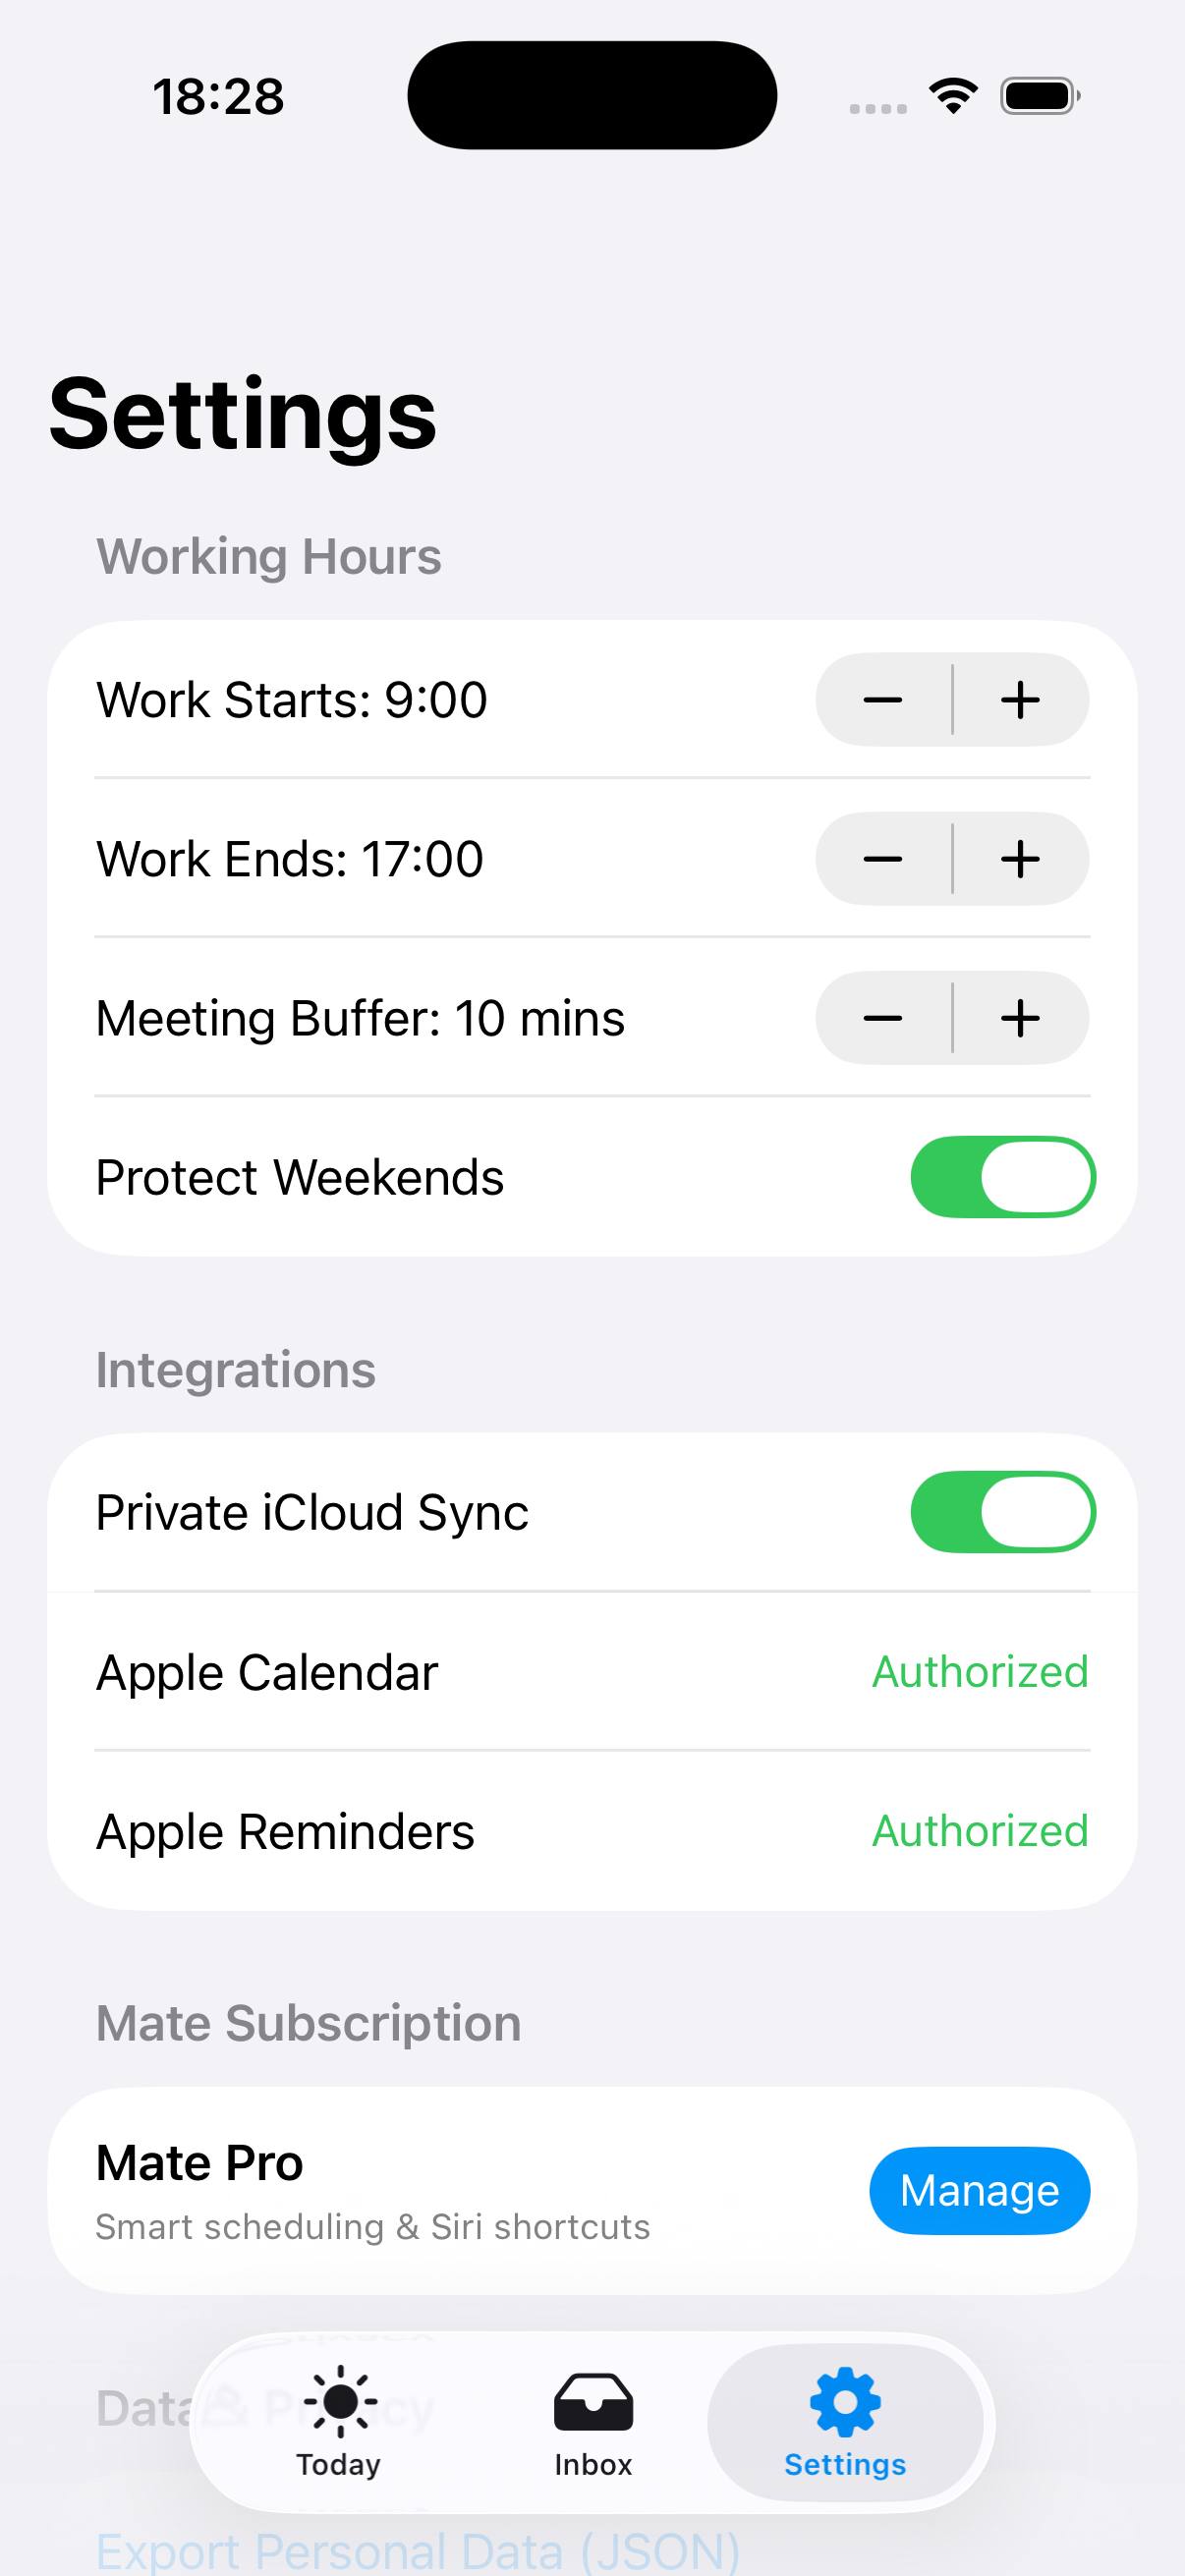 18:28
Settings
Working Hours
Work Starts: 9:00
Work Ends: 17:00
Meeting Buffer: 10 mins
Protect Weekends
Integrations
Private iCloud Sync
Apple Calendar Authorized
Apple Reminders Authorized
Mate Subscription
Mate Pro
Smart scheduling & Siri shortcuts
Manage
Data & Privacy
Today Inbox Settings
Export Personal Data (JSON)